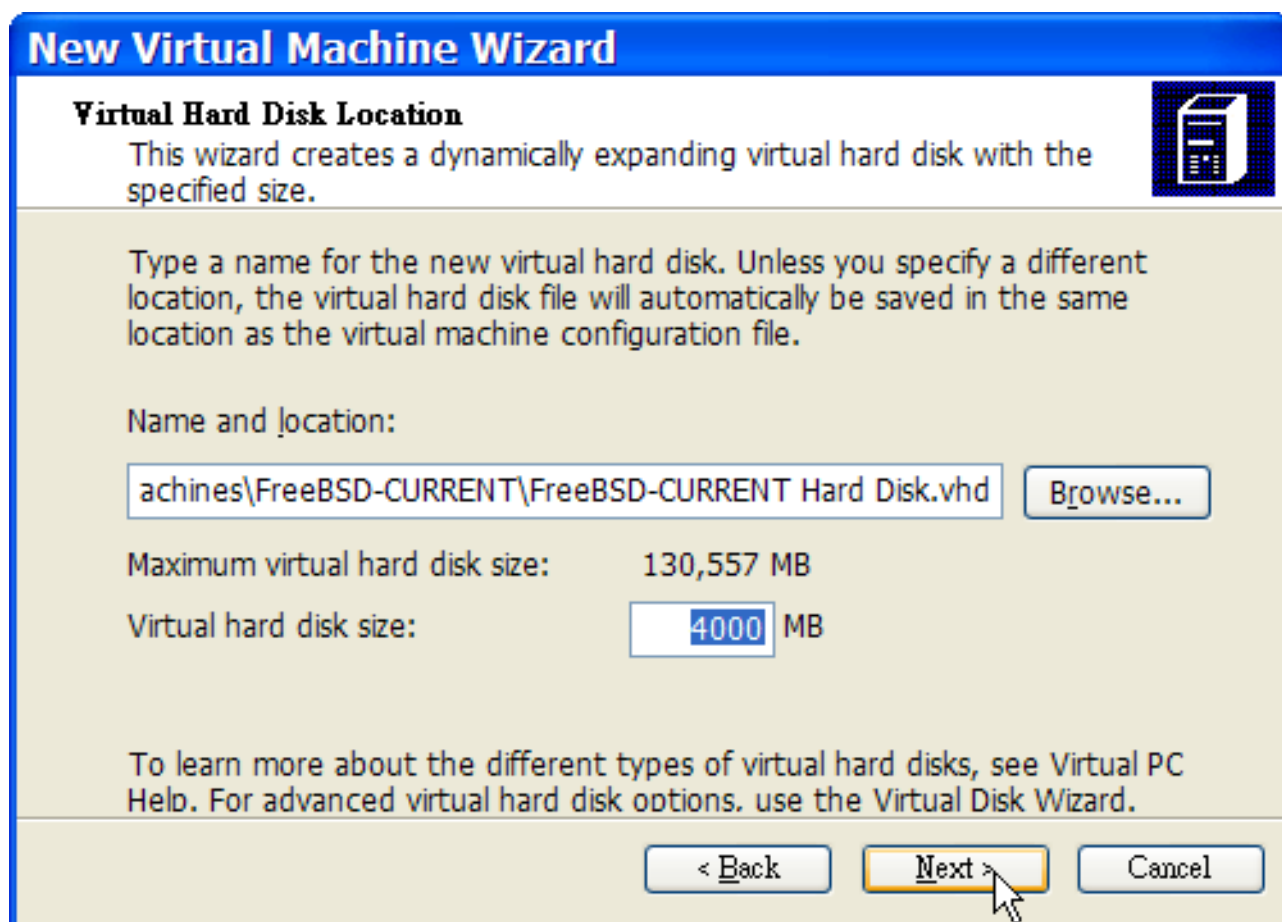 New Virtual Machine Wizard
Virtual Hard Disk Location
This wizard creates a dynamically expanding virtual hard disk with the
specified size.
Type a name for the new virtual hard disk. Unless you specify a different
location, the virtual hard disk file will automatically be saved in the same
location as the virtual machine configuration file.
Name and location:
achines\FreeBSD-CURRENT\FreeBSD-CURRENT Hard Disk.vhd Browse...
Maximum virtual hard disk size: 130,557 MB
Virtual hard disk size: 4000 MB
To learn more about the different types of virtual hard disks, see Virtual PC
Help. For advanced virtual hard disk options, use the Virtual Disk Wizard.
< Back Next > Cancel